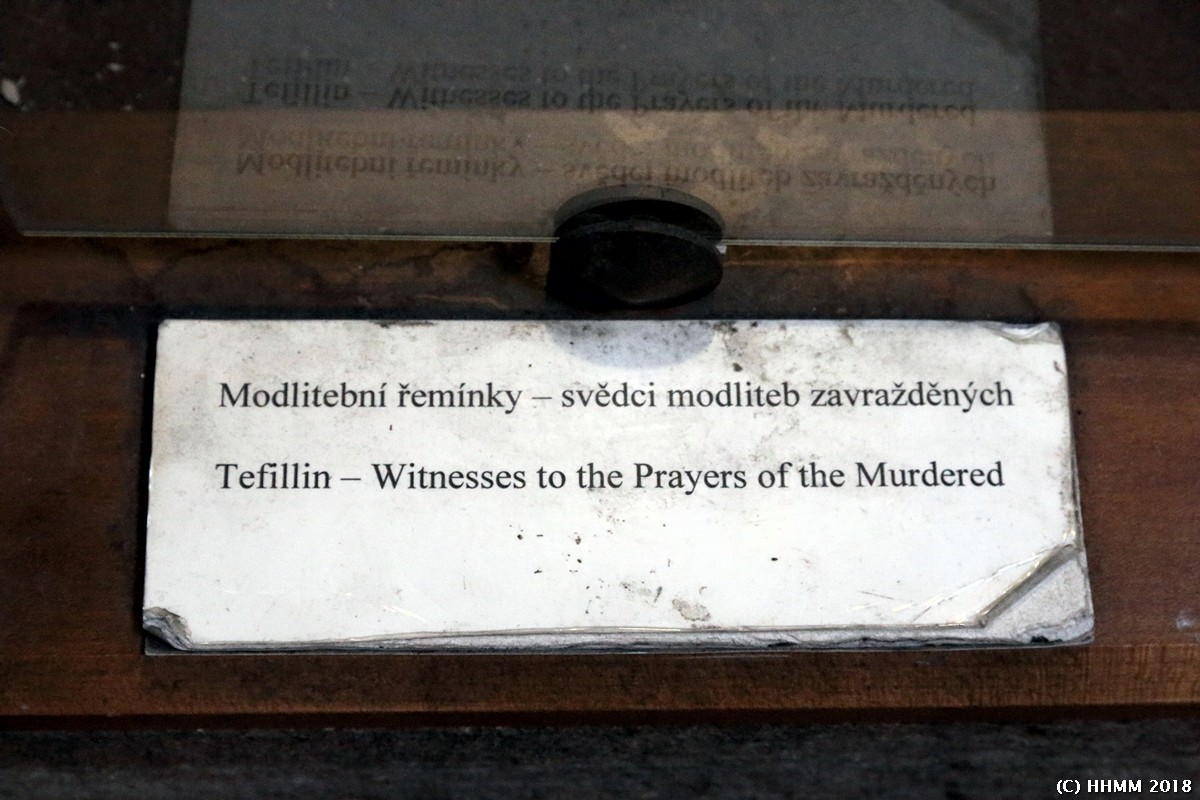 Modlitební řemínky – svědci modliteb zavražděných
Tefillin – Witnesses to the Prayers of the Murdered
(C) HHMM 2018